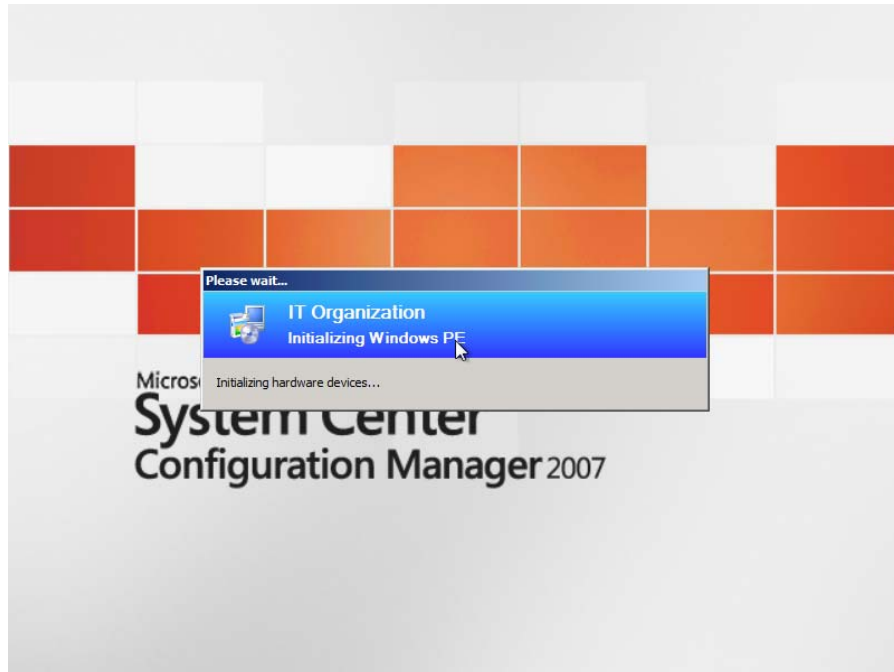 Please wait...
IT Organization
Initializing Windows PE
Initializing hardware devices...
Micros
System Center
Configuration Manager 2007